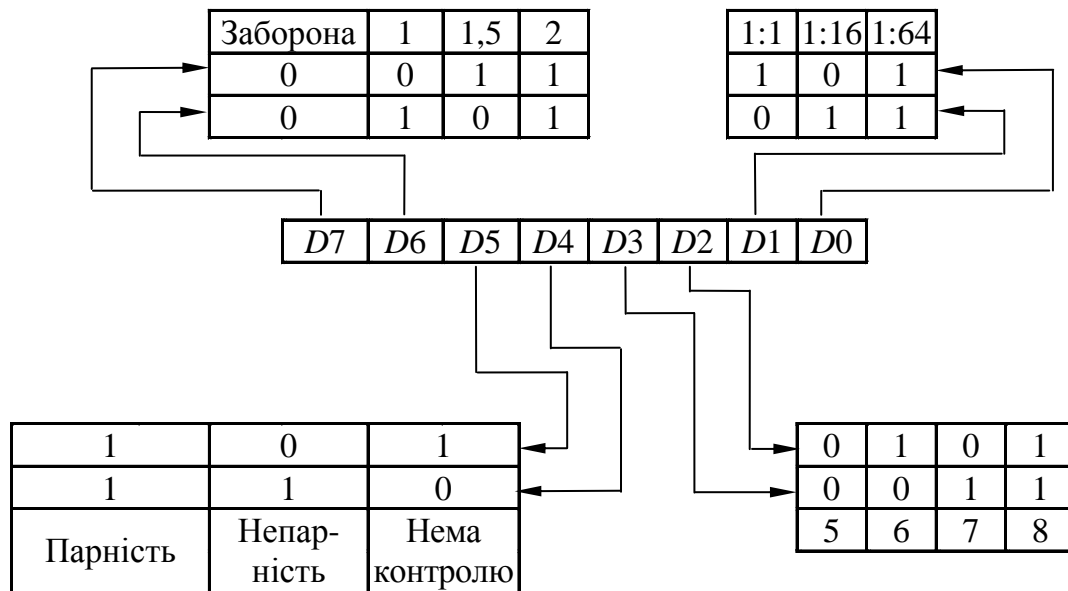 Заборона 1 1,5 2
0 0 1 1
0 1 0 1
1:1 1:16 1:64
1 0 1
0 1 1
D7 D6 D5 D4 D3 D2 D1 D0
1 0 1
1 1 0
Парність Непар-ність Нема контролю
0 1 0 1
0 0 1 1
5 6 7 8